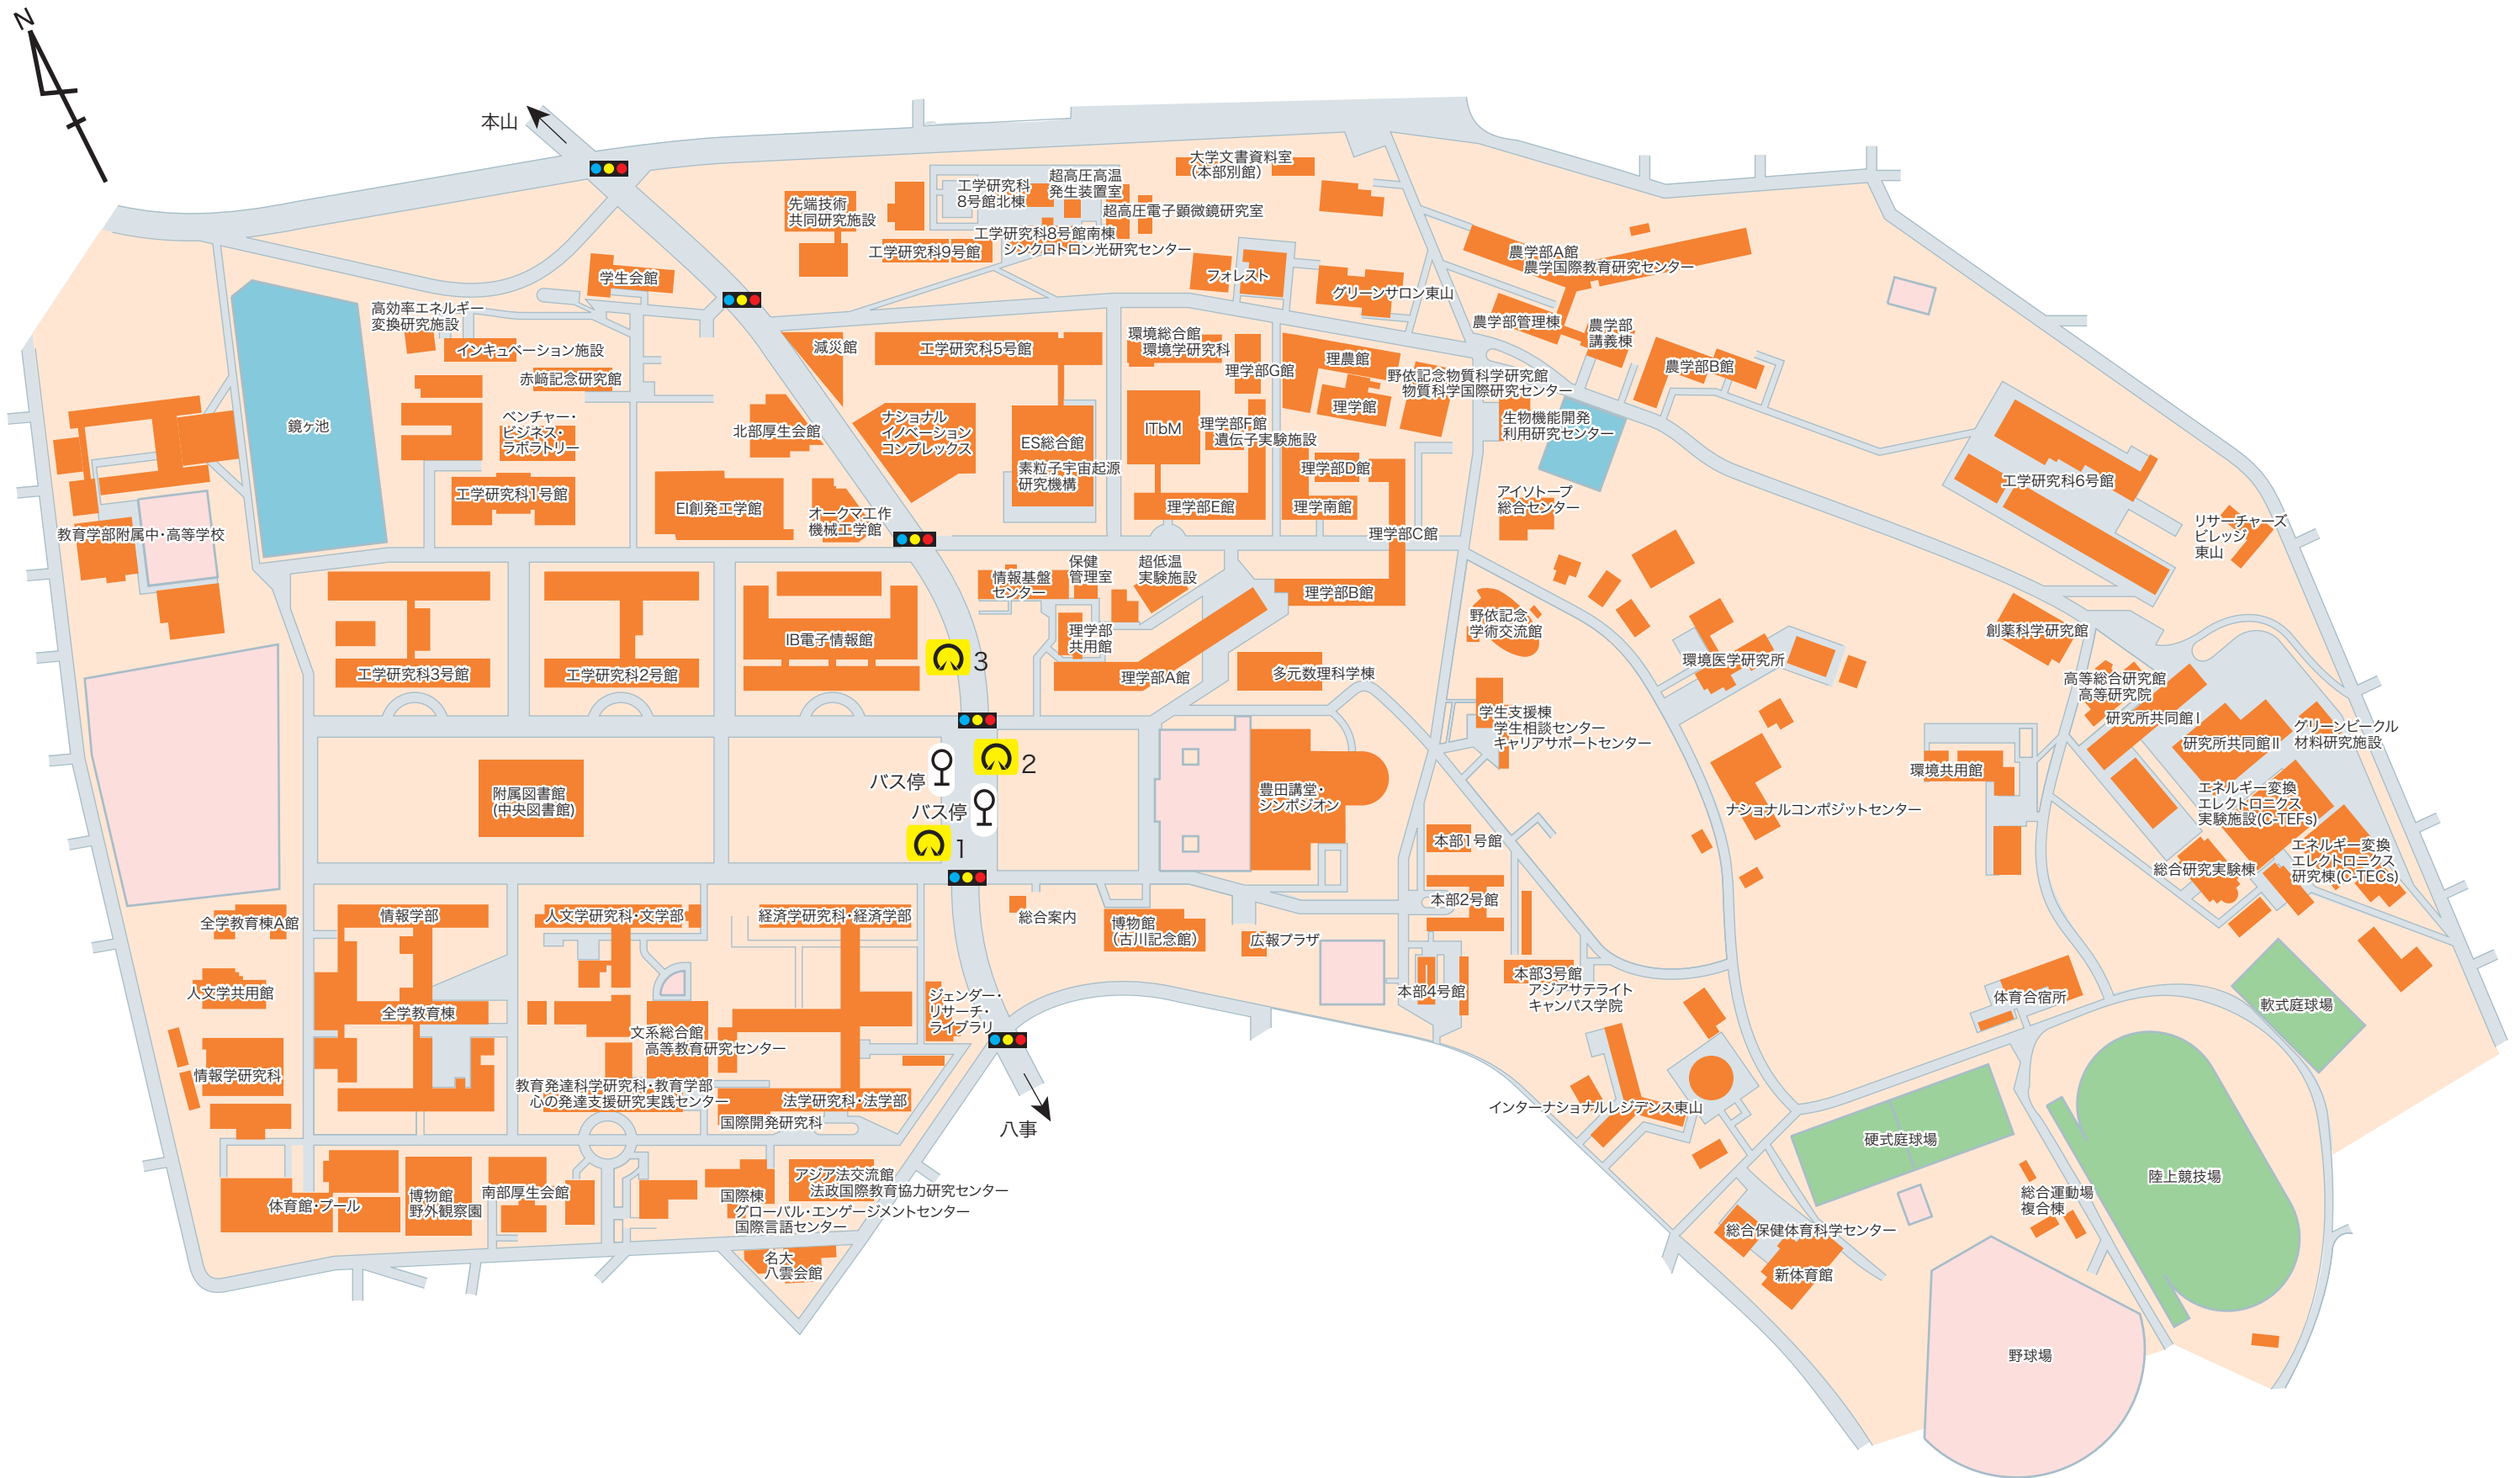 N
本山
大学文書資料室
(本部別館)
超高圧高温
発生装置室
工学研究科
8号館北棟
先端技術
共同研究施設
超高圧電子顕微鏡研究室
工学研究科8号館南棟
シンクロトロン光研究センター
工学研究科9号館
農学部A館
農学国際教育研究センター
学生会館
フォレスト
グリーンサロン東山
高効率エネルギー
変換研究施設
農学部管理棟
農学部
講義棟
インキュベーション施設
減災館
工学研究科5号館
環境総合館
環境学研究科
理農館
理学部G館
農学部B館
赤﨑記念研究館
野依記念物質科学研究館
物質科学国際研究センター
理学館
鏡ヶ池
ベンチャー・
ビジネス・
ラボラトリー
北部厚生会館
ナショナル
イノベーション
コンプレックス
ES総合館
ITbM
理学部F館
遺伝子実験施設
生物機能開発
利用研究センター
素粒子宇宙起源
研究機構
理学部D館
工学研究科6号館
工学研究科1号館
EI創発工学館
オークマ工作
機械工学館
理学部E館
理学南館
アイソトープ
総合センター
理学部C館
リサーチャーズ
ビレッジ
東山
教育学部附属中・高等学校
情報基盤
センター
保健
管理室
超低温
実験施設
理学部B館
IB電子情報館
3
理学部
共用館
野依記念
学術交流館
創薬科学研究館
環境医学研究所
工学研究科3号館
工学研究科2号館
理学部A館
多元数理科学棟
高等総合研究館
高等研究院
学生支援棟
学生相談センター
キャリアサポートセンター
研究所共同館Ⅰ
研究所共同館Ⅱ
グリーンビークル
材料研究施設
2
バス停
バス停
1
附属図書館
(中央図書館)
豊田講堂・
シンポジオン
環境共用館
ナショナルコンポジットセンター
エネルギー変換
エレクトロニクス
実験施設(C-TEFs)
本部1号館
エネルギー変換
エレクトロニクス
研究棟(C-TECs)
総合研究実験棟
全学教育棟A館
情報学部
人文学研究科・文学部
経済学研究科・経済学部
総合案内
博物館
(古川記念館)
広報プラザ
本部2号館
人文学共用館
全学教育棟
ジェンダー・
リサーチ・
ライブラリ
本部4号館
本部3号館
アジアサテライト
キャンパス学院
体育合宿所
軟式庭球場
文系総合館
高等教育研究センター
情報学研究科
教育発達科学研究科・教育学部
心の発達支援研究実践センター
法学研究科・法学部
国際開発研究科
八事
インターナショナルレジデンス東山
硬式庭球場
陸上競技場
体育館・プール
博物館
野外観察園
南部厚生会館
国際棟
グローバル・エンゲージメントセンター
国際言語センター
アジア法交流館
法政国際教育協力研究センター
総合運動場
複合棟
総合保健体育科学センター
名大
八雲会館
新体育館
野球場